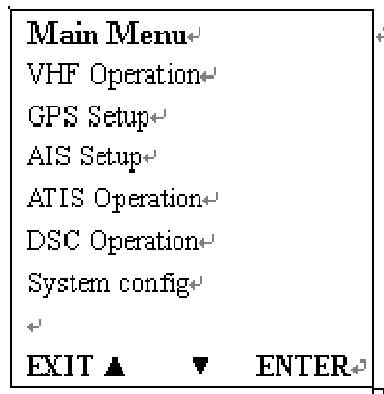 Main Menu
VHF Operation
GPS Setup
AIS Setup
ATIS Operation
DSC Operation
System config
EXIT ▲ ▼ ENTER